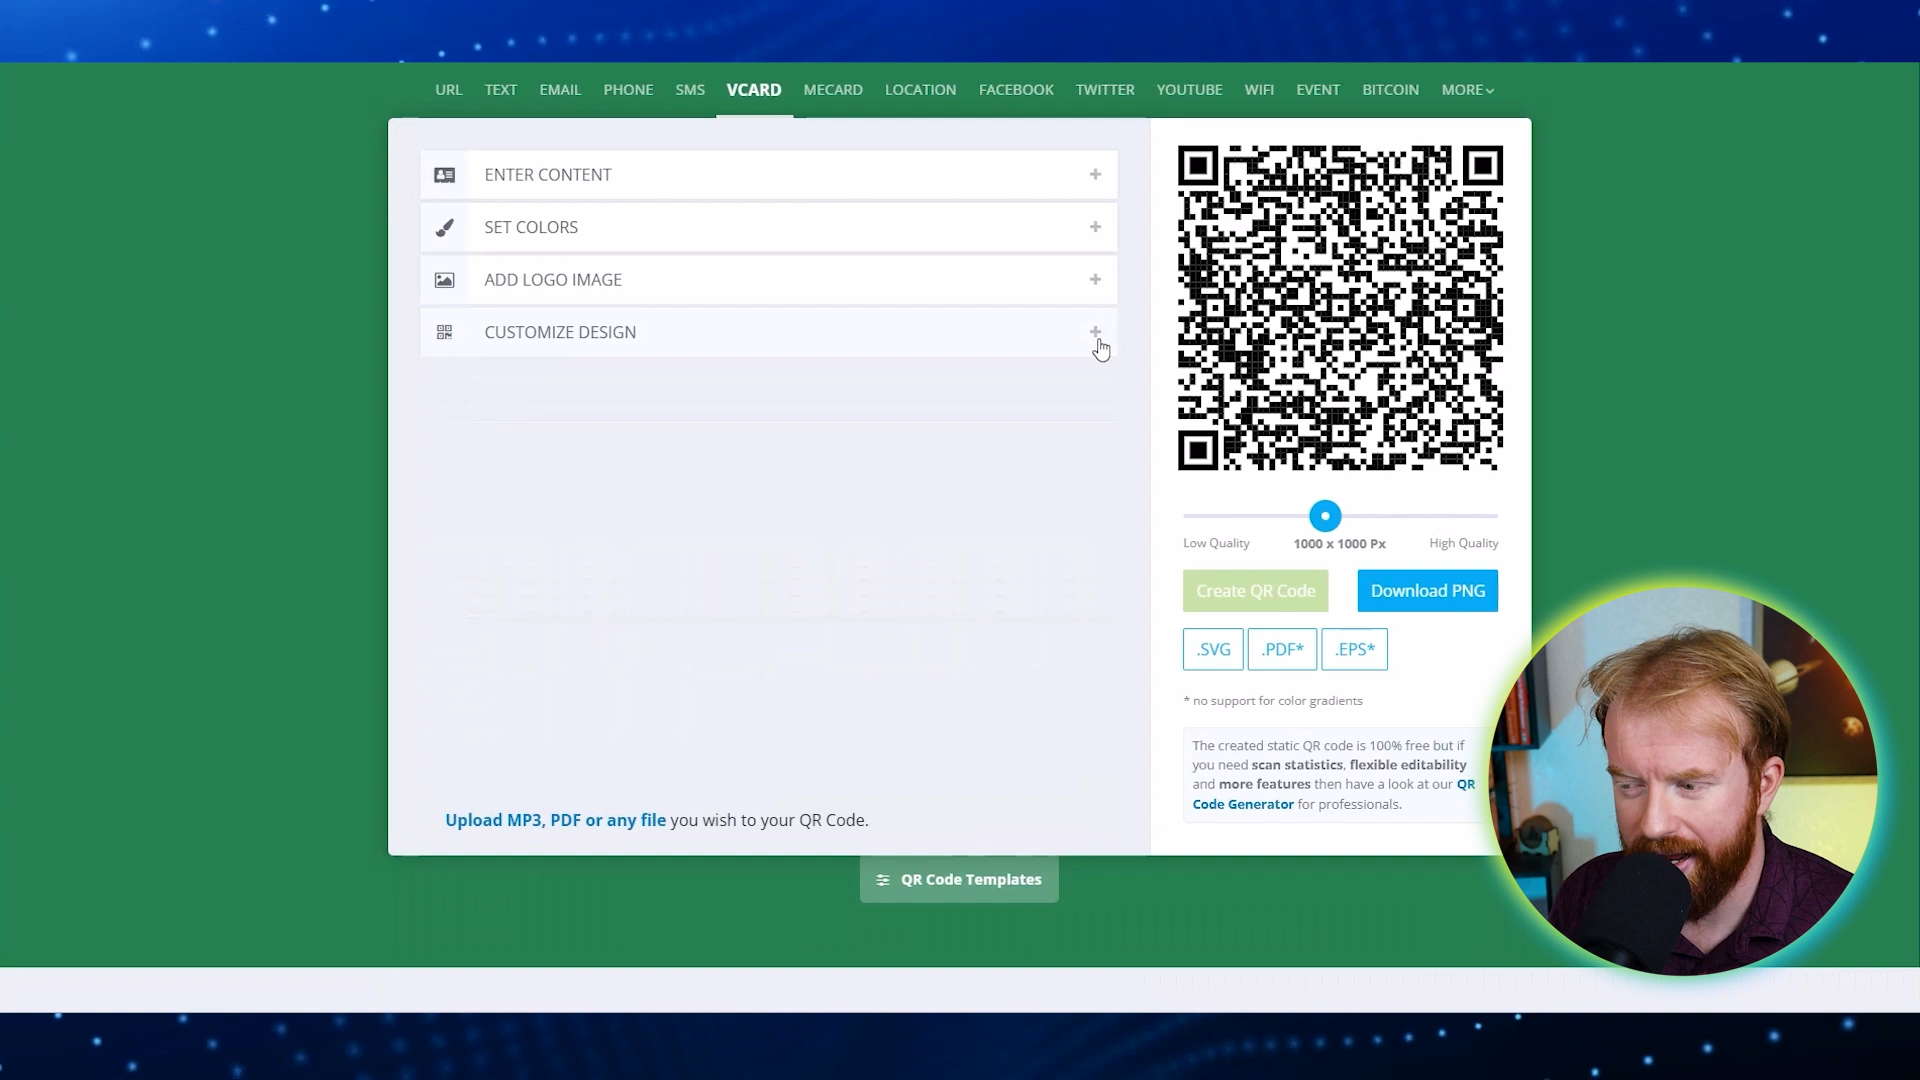 URL TEXT EMAIL PHONE SMS VCARD MECARD LOCATION FACEBOOK TWITTER YOUTUBE WIFI EVENT BITCOIN MORE
ENTER CONTENT
SET COLORS
ADD LOGO IMAGE
CUSTOMIZE DESIGN
Upload MP3, PDF or any file you wish to your QR Code.
Low Quality 1000 x 1000 Px High Quality
Create QR Code Download PNG
.SVG .PDF* .EPS*
* no support for color gradients
The created static QR code is 100% free but if
you need scan statistics, flexible editability
and more features then have a look at our QR
Code Generator for professionals.
QR Code Templates